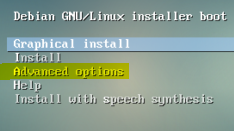 Debian GNU/Linux installer boot
Graphical install
Install
Advanced options
Help
Install with speech synthesis